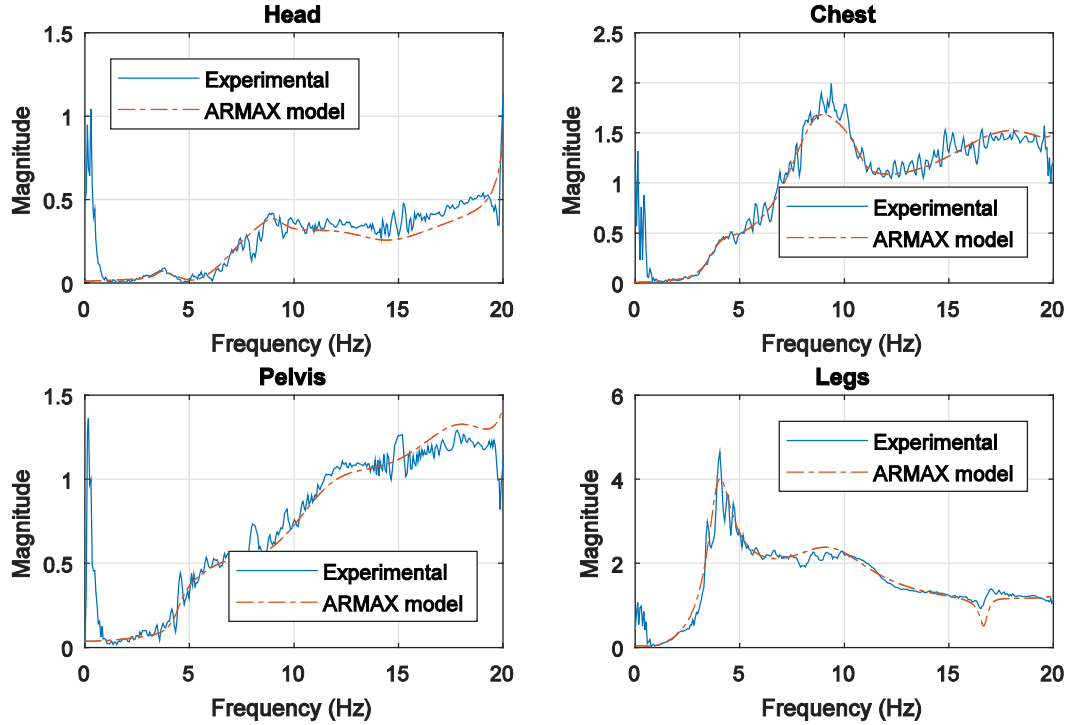 Head
1.5
1
0.5
0
Magnitude
Experimental
ARMAX model
0 5 10 15 20
Frequency (Hz)
Chest
2.5
2
1.5
1
0.5
0
Magnitude
Experimental
ARMAX model
0 5 10 15 20
Frequency (Hz)
Pelvis
1.5
1
0.5
0
Magnitude
Experimental
ARMAX model
0 5 10 15 20
Frequency (Hz)
Legs
6
4
2
0
Magnitude
Experimental
ARMAX model
0 5 10 15 20
Frequency (Hz)